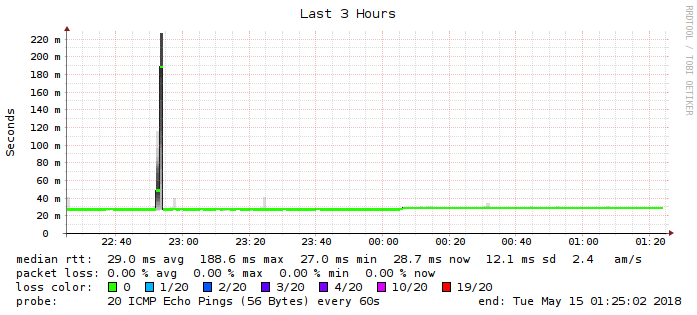 Last 3 Hours
RRDTOOL / TOBI OETIKER
Seconds
220 m
200 m
180 m
160 m
140 m
120 m
100 m
80 m
60 m
40 m
20 m
0
22:40 23:00 23:20 23:40 00:00 00:20 00:40 01:00 01:20
median rtt: 29.0 ms avg 188.6 ms max 27.0 ms min 28.7 ms now 12.1 ms sd 2.4 am/s
packet loss: 0.00 % avg 0.00 % max 0.00 % min 0.00 % now
loss color: 0 1/20 2/20 3/20 4/20 10/20 19/20
probe: 20 ICMP Echo Pings (56 Bytes) every 60s end: Tue May 15 01:25:02 2018